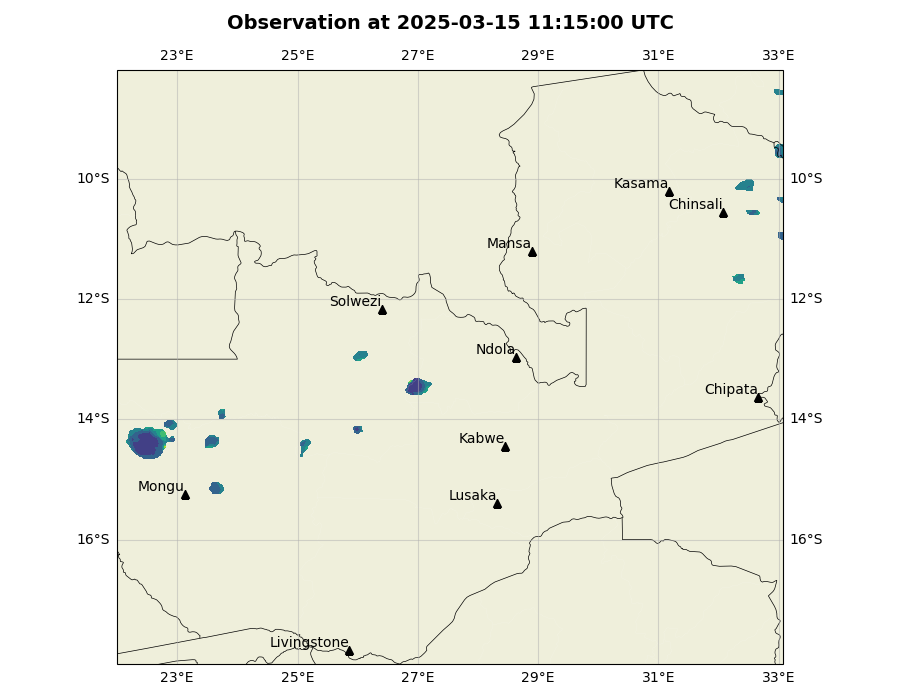 Observation at 2025-03-15 11:15:00 UTC
23°E 25°E 27°E 29°E 31°E 33°E
10°S 10°S
Kasama
Chinsali
Mansa
12°S 12°S
Solwezi
Ndola
Chipata
14°S 14°S
Kabwe
Mongu
Lusaka
16°S 16°S
Livingstone
23°E 25°E 27°E 29°E 31°E 33°E